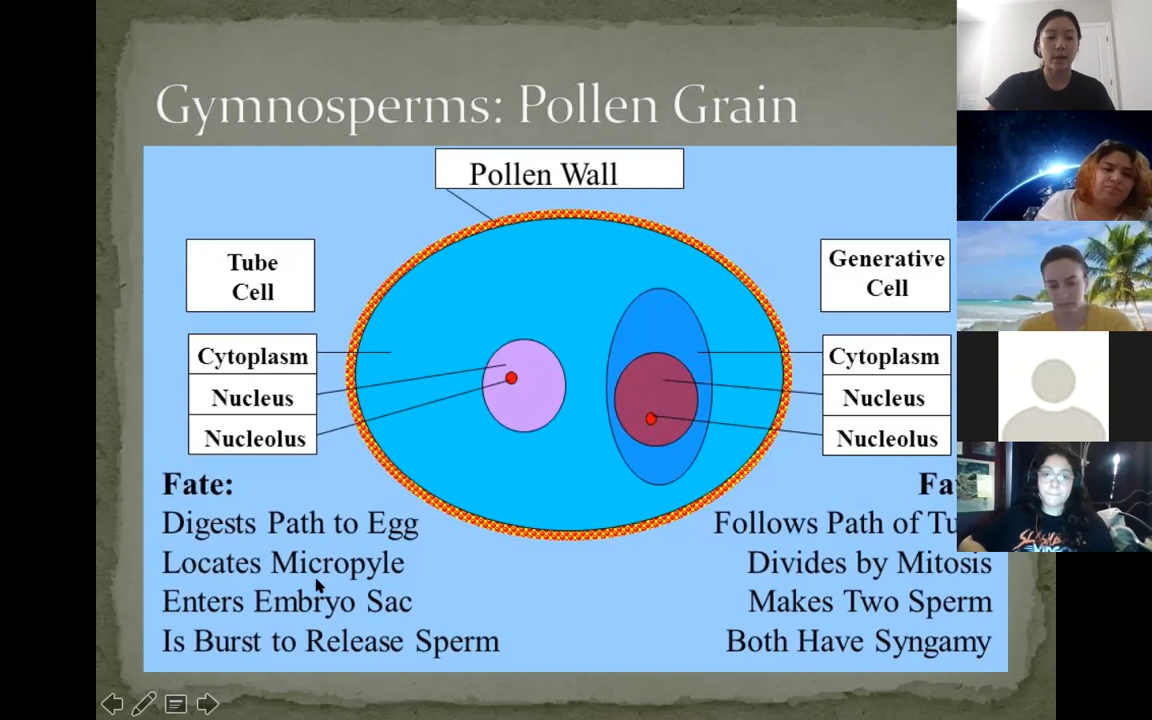 Gymnosperms: Pollen Grain
Pollen Wall
Tube
Cell
Cytoplasm
Nucleus
Nucleolus
Generative
Cell
Cytoplasm
Nucleus
Nucleolus
Fate:
Digests Path to Egg
Locates Micropyle
Enters Embryo Sac
Is Burst to Release Sperm
Follows Path of
Divides by Mitosis
Makes Two Sperm
Both Have Syngamy